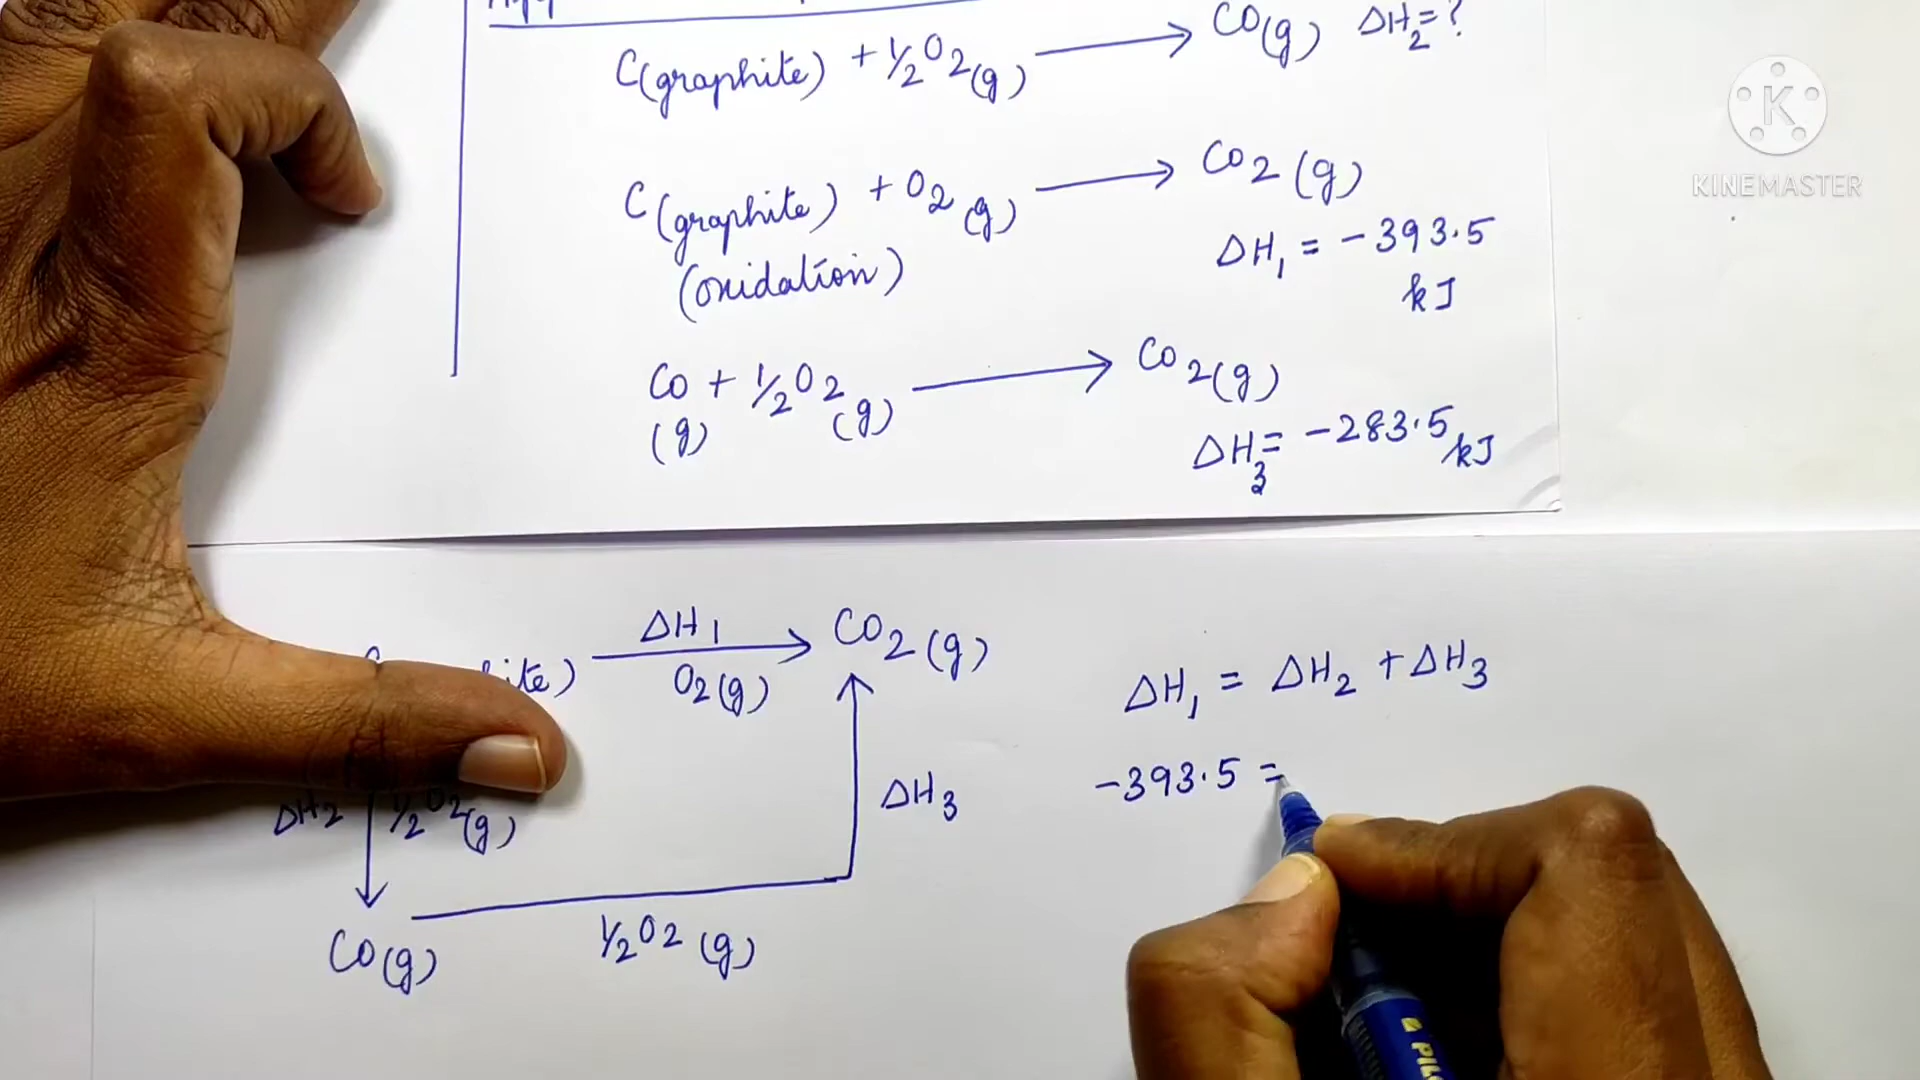 C(graphite) + 1/2O2(g) → CO(g) ΔH2 = ?
C(graphite) + O2(g) → CO2(g)
(oxidation)
ΔH1 = -393.5
kJ
CO(g) + 1/2O2(g) → CO2(g)
ΔH3 = -283.5 kJ
ΔH1
O2(g)
CO2(g)
ΔH2
1/2O2(g)
ΔH3
CO(g)
1/2O2(g)
ΔH1 = ΔH2 + ΔH3
-393.5 =
K
KINEMASTER